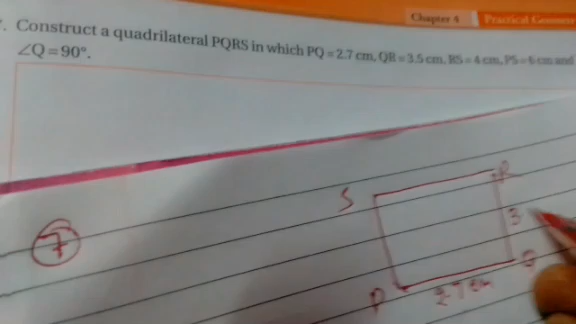 Chapter 4 Practical Geometry
7. Construct a quadrilateral PQRS in which PQ = 2.7 cm, QR = 3.5 cm. RS = 4 cm, PS = 6 cm and
∠Q = 90°.
7
S R
3
P 2.7 cm Q